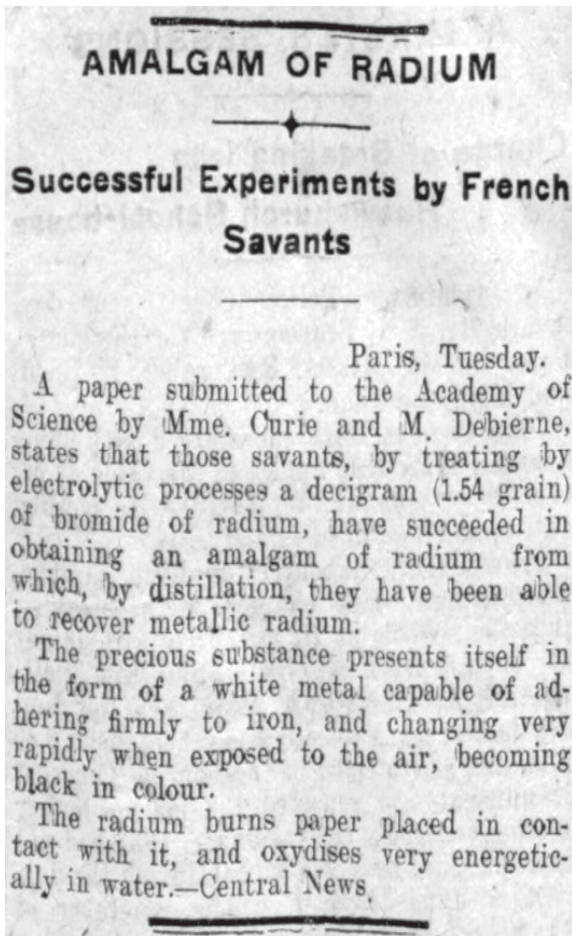 AMALGAM OF RADIUM
Successful Experiments by French
Savants
Paris, Tuesday.
A paper submitted to the Academy of
Science by Mme. Curie and M. Debierne,
states that those savants, by treating by
electrolytic processes a decigram (1.54 grain)
of bromide of radium, have succeeded in
obtaining an amalgam of radium from
which, by distillation, they have been able
to recover metallic radium.
The precious substance presents itself in
the form of a white metal capable of ad-
hering firmly to iron, and changing very
rapidly when exposed to the air, becoming
black in colour.
The radium burns paper placed in con-
tact with it, and oxydises very energetic-
ally in water.—Central News